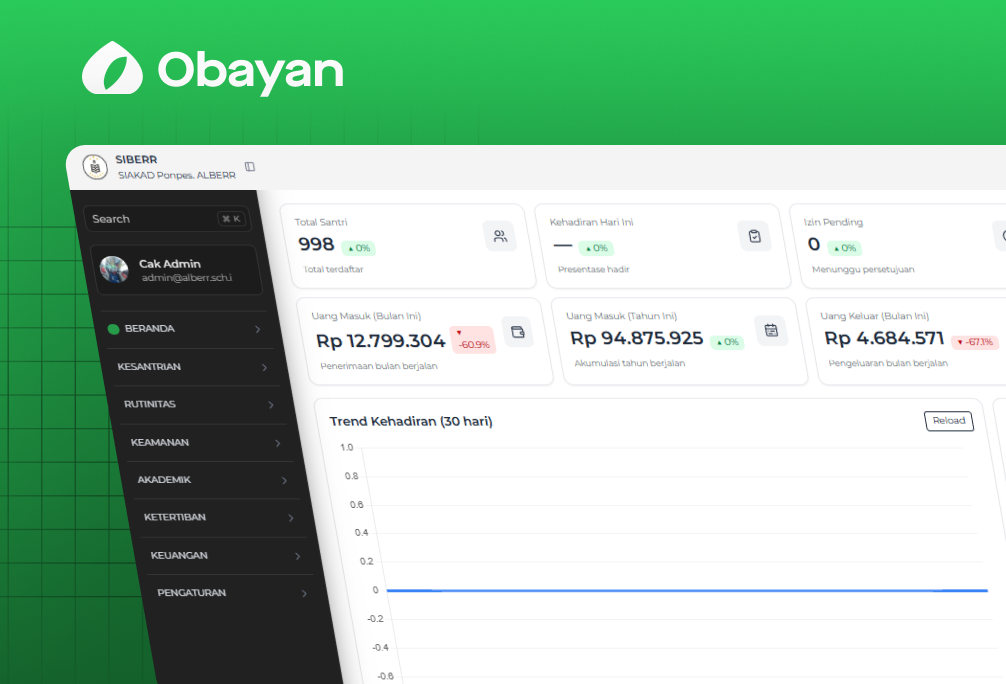 Obayan
SIBERR
SIAKAD Ponpes. ALBERR
Search
⌘ K
Cak Admin
admin@alberr.sch.i
BERANDA
KESANTRIAN
RUTINITAS
KEAMANAN
AKADEMIK
KETERTIBAN
KEUANGAN
PENGATURAN
Total Santri
998 ▲ 0%
Total terdaftar
Kehadiran Hari Ini
— ▲ 0%
Presentase hadir
Izin Pending
0 ▲ 0%
Menunggu persetujuan
Uang Masuk (Bulan Ini)
Rp 12.799.304 ▼ -60.9%
Penerimaan bulan berjalan
Uang Masuk (Tahun Ini)
Rp 94.875.925 ▲ 0%
Akumulasi tahun berjalan
Uang Keluar (Bulan Ini)
Rp 4.684.571 ▼ -67.1%
Pengeluaran bulan berjalan
Trend Kehadiran (30 hari)
Reload
1.0
0.8
0.6
0.4
0.2
0
-0.2
-0.4
-0.6